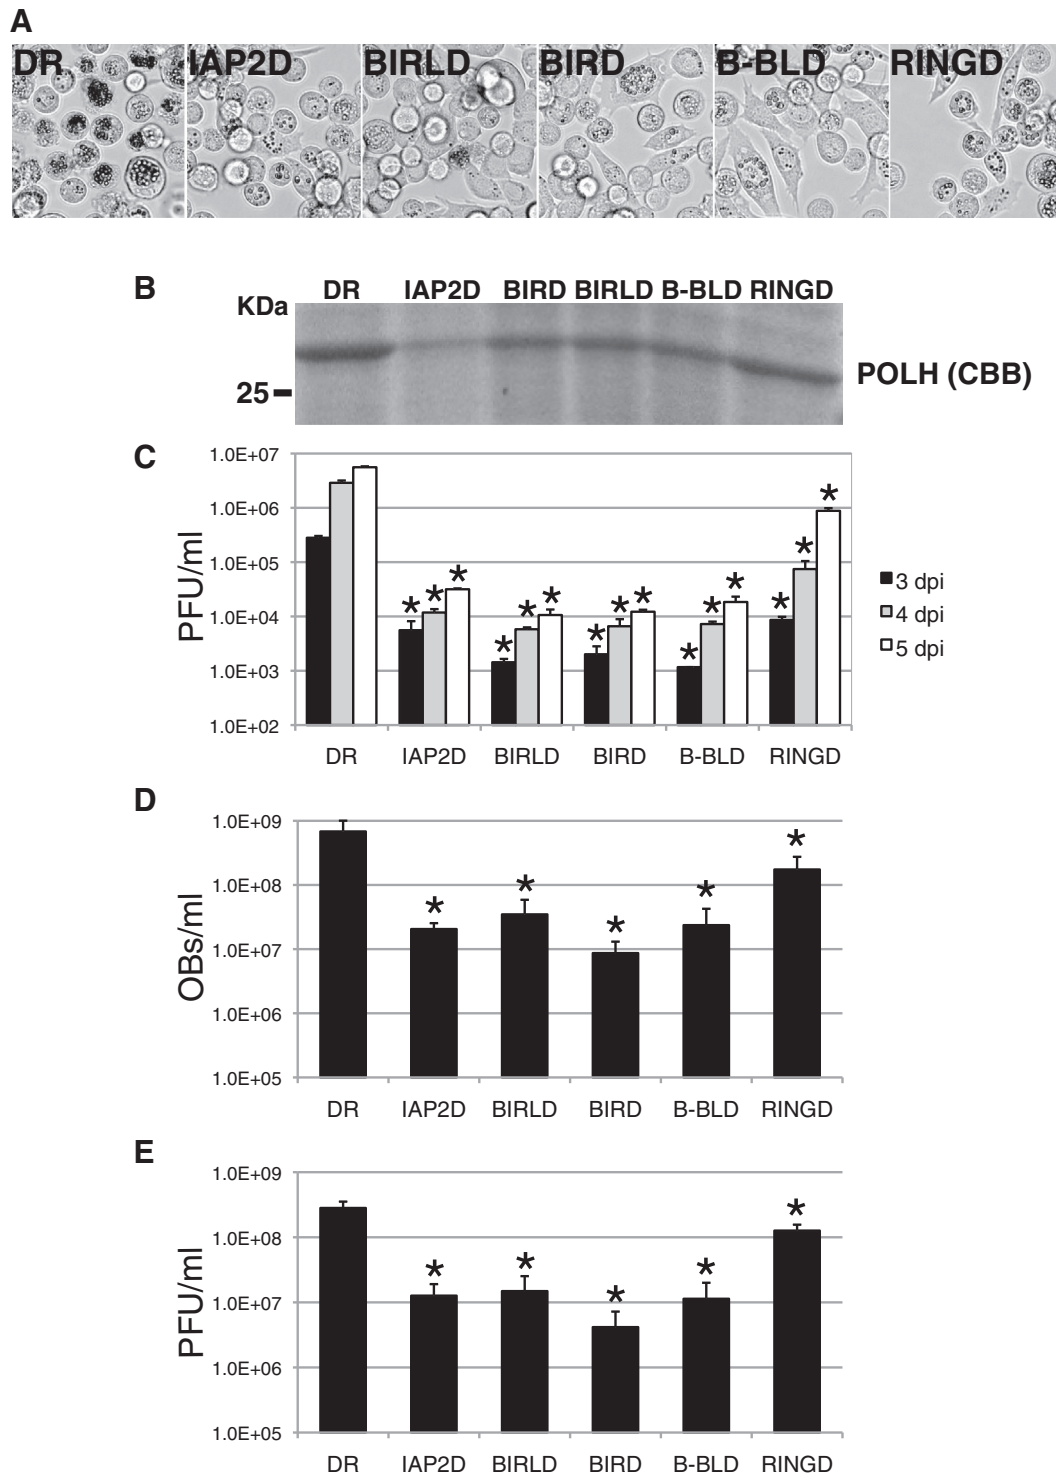 A
DR IAP2D BIRLD BIRD B-BLD RINGD
B
DR IAP2D BIRD BIRLD B-BLD RINGD
KDa
POLH (CBB)
25
C
1.0E+07
1.0E+06
1.0E+05
1.0E+04
1.0E+03
1.0E+02
PFU/ml
* * * * * * * * * * * * * * *
3 dpi
4 dpi
5 dpi
DR IAP2D BIRLD BIRD B-BLD RINGD
D
1.0E+09
1.0E+08
1.0E+07
1.0E+06
1.0E+05
OBs/ml
* * * * *
DR IAP2D BIRLD BIRD B-BLD RINGD
E
1.0E+09
1.0E+08
1.0E+07
1.0E+06
1.0E+05
PFU/ml
* * * * *
DR IAP2D BIRLD BIRD B-BLD RINGD